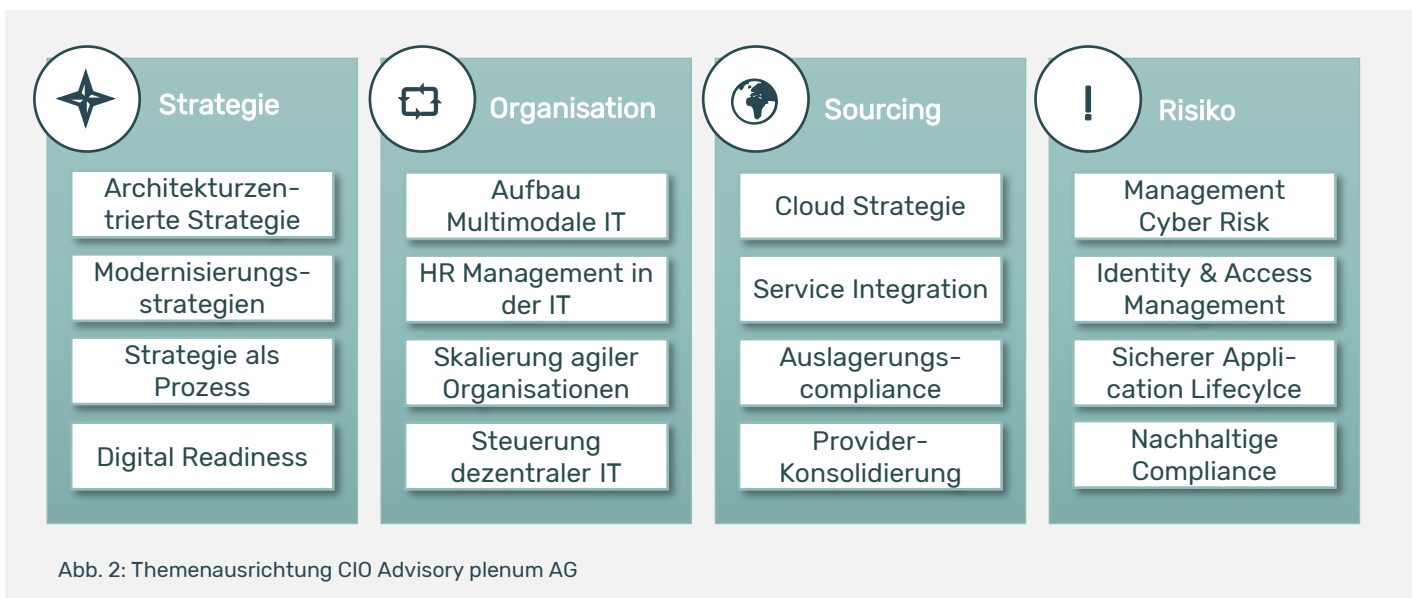 Strategie
Architekturzen-
trierte Strategie
Modernisierungs-
strategien
Strategie als
Prozess
Digital Readiness
Organisation
Aufbau
Multimodale IT
HR Management in
der IT
Skalierung agiler
Organisationen
Steuerung
dezentraler IT
Sourcing
Cloud Strategie
Service Integration
Auslagerungs-
compliance
Provider-
Konsolidierung
!
Risiko
Management
Cyber Risk
Identity & Access
Management
Sicherer Appli-
cation Lifecylce
Nachhaltige
Compliance
Abb. 2: Themenausrichtung CIO Advisory plenum AG